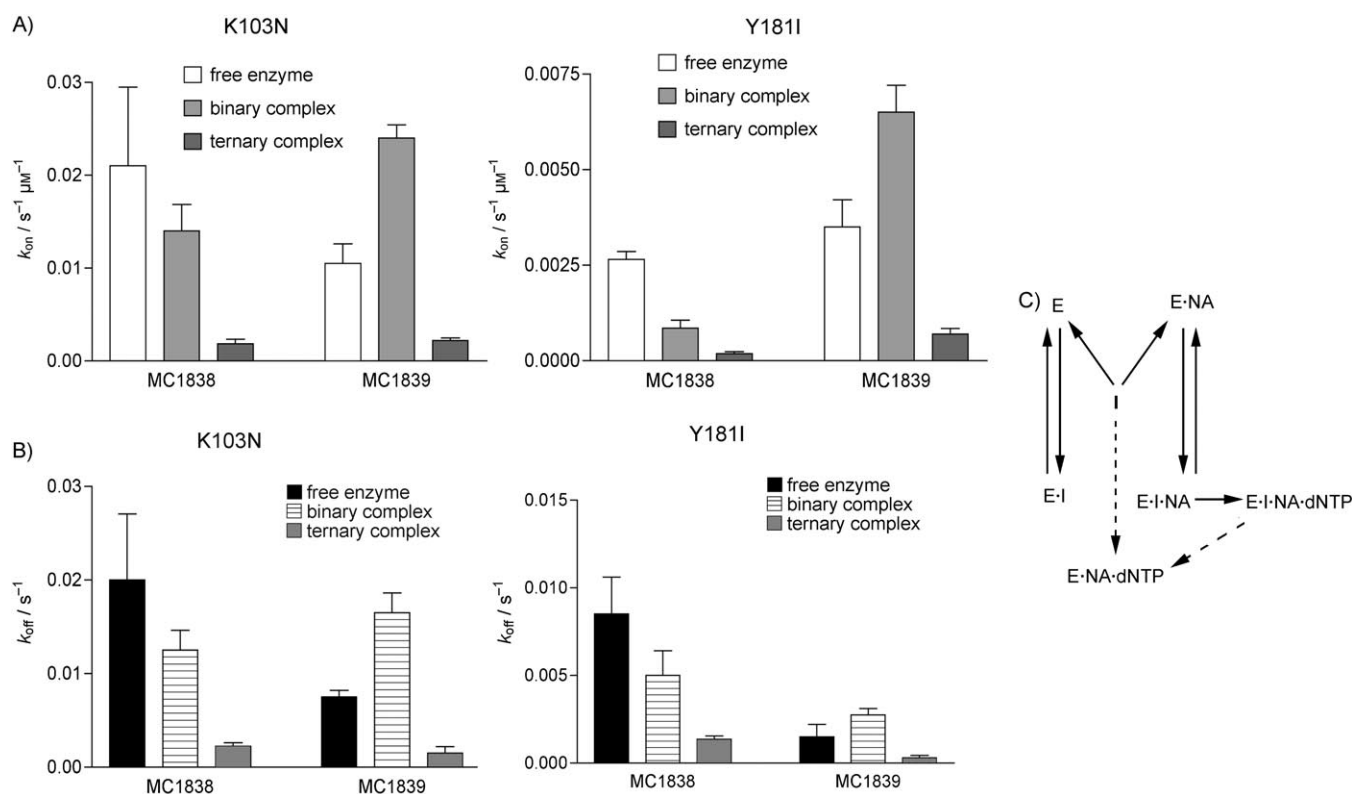 A)
K103N
free enzyme
binary complex
ternary complex
kon / s−1 μM−1
0.03
0.02
0.01
0.00
MC1838 MC1839
Y181I
free enzyme
binary complex
ternary complex
kon / s−1 μM−1
0.0075
0.0050
0.0025
0.0000
MC1838 MC1839
B)
K103N
free enzyme
binary complex
ternary complex
koff / s−1
0.03
0.02
0.01
0.00
MC1838 MC1839
Y181I
free enzyme
binary complex
ternary complex
koff / s−1
0.015
0.010
0.005
0.000
MC1838 MC1839
C)
E E·NA
I
E·I E·I·NA E·I·NA·dNTP
E·NA·dNTP